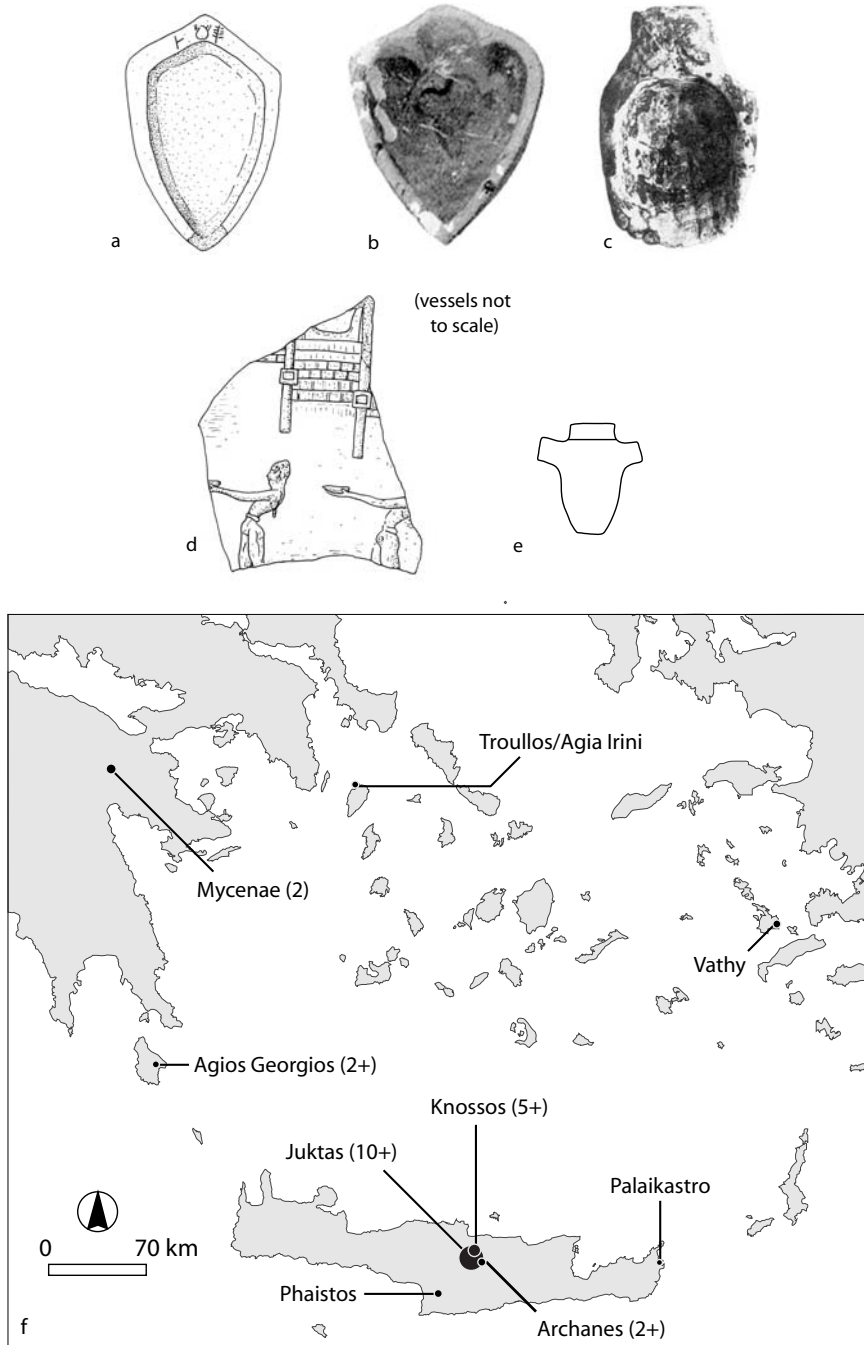 a
b
c
(vessels not
to scale)
d
e
Troullos/Agia Irini
Mycenae (2)
Vathy
Agios Georgios (2+)
Knossos (5+)
Juktas (10+)
Palaikastro
0 70 km
Phaistos
Archanes (2+)
f